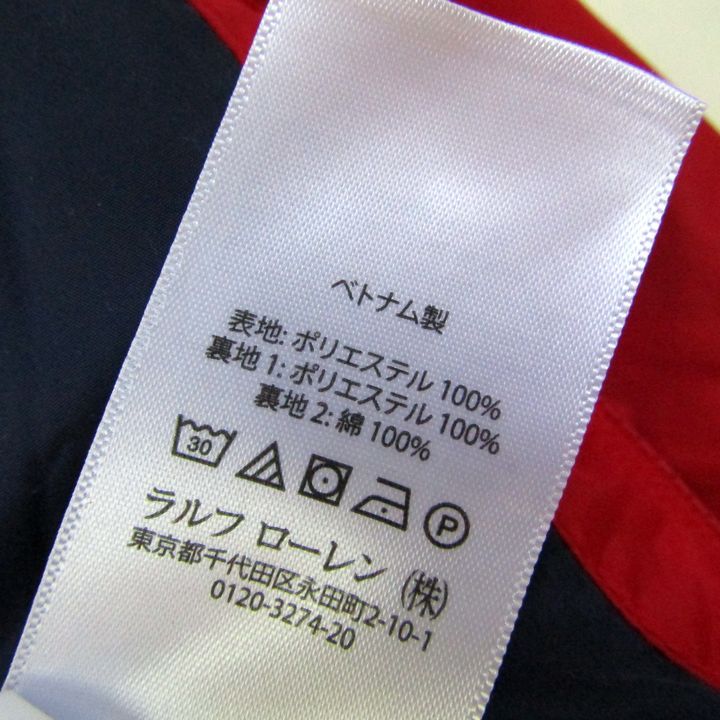 ベトナム製
表地: ポリエステル 100%
裏地 1: ポリエステル 100%
裏地 2: 綿 100%
30 P
ラルフ ローレン (株)
東京都千代田区永田町2-10-1
0120-3274-20